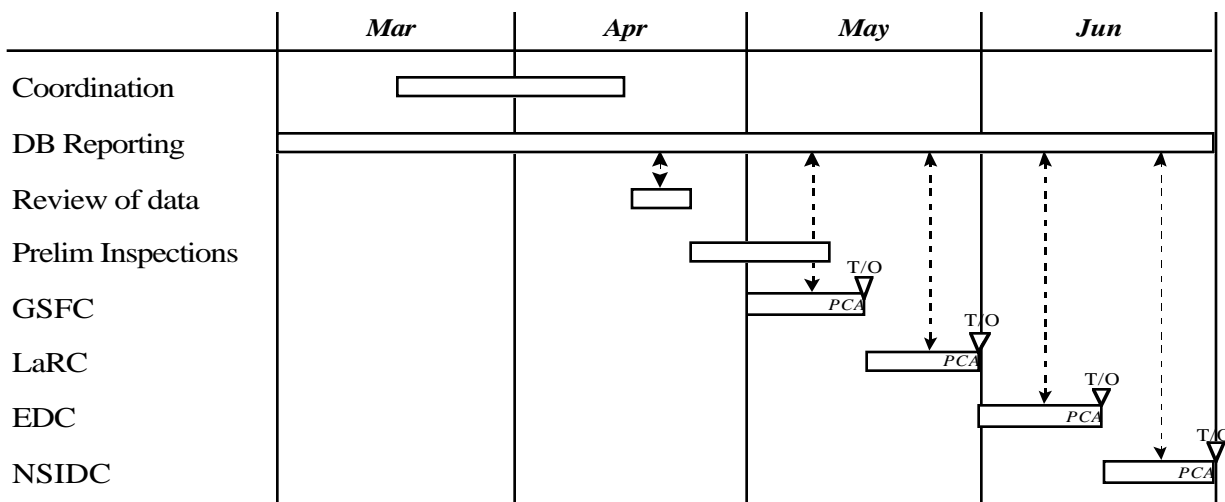 Mar Apr May Jun
Coordination
DB Reporting
Review of data
Prelim Inspections
T/O
GSFC PCA
T/O
LaRC PCA
T/O
EDC PCA
T/O
NSIDC PCA